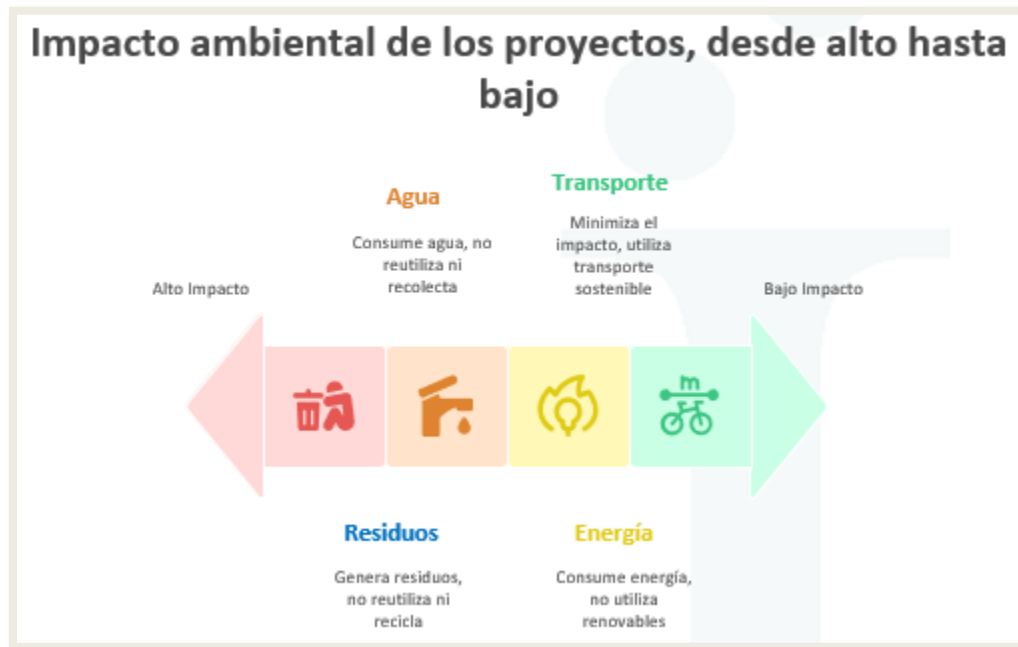 Impacto ambiental de los proyectos, desde alto hasta
bajo
Agua
Consume agua, no
reutiliza ni
recolecta
Transporte
Minimiza el
impacto, utiliza
transporte
sostenible
Alto Impacto
Bajo Impacto
m
Residuos
Genera residuos,
no reutiliza ni
recicla
Energía
Consume energía,
no utiliza
renovables